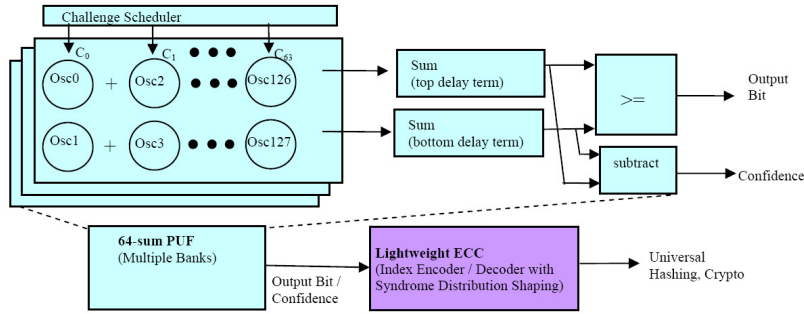 Challenge Scheduler
C0 C1 C63
Osc0 + Osc2 Osc126
Osc1 + Osc3 Osc127
Sum
(top delay term)
Sum
(bottom delay term)
>=
subtract
Output
Bit
Confidence
64-sum PUF
(Multiple Banks)
Output Bit /
Confidence
Lightweight ECC
(Index Encoder / Decoder with
Syndrome Distribution Shaping)
Universal
Hashing, Crypto